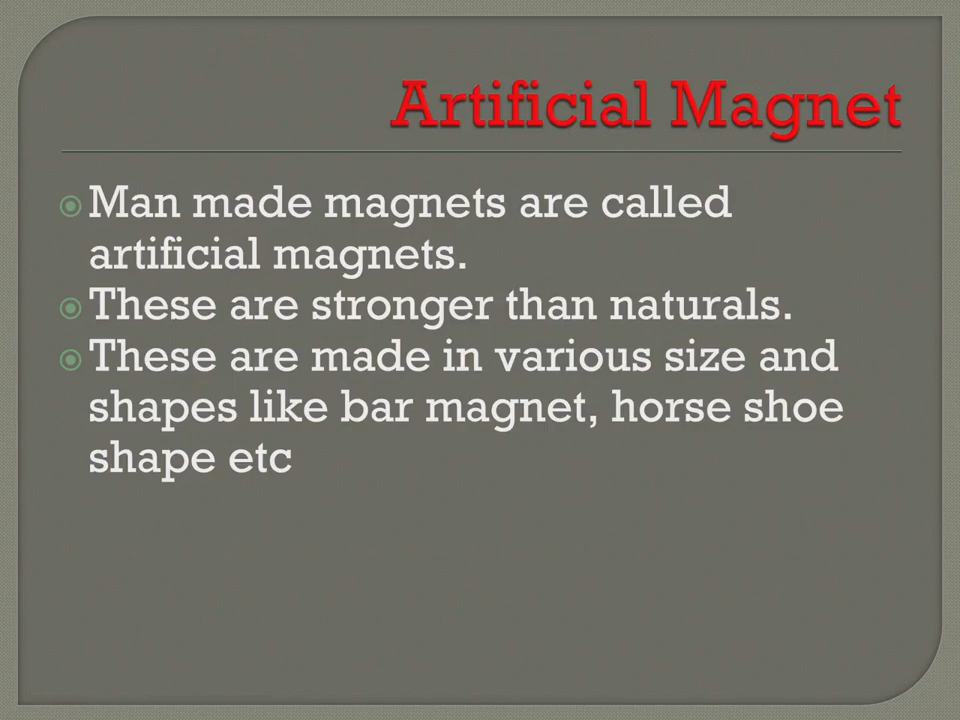 Artificial Magnet
Man made magnets are called
artificial magnets.
These are stronger than naturals.
These are made in various size and
shapes like bar magnet, horse shoe
shape etc